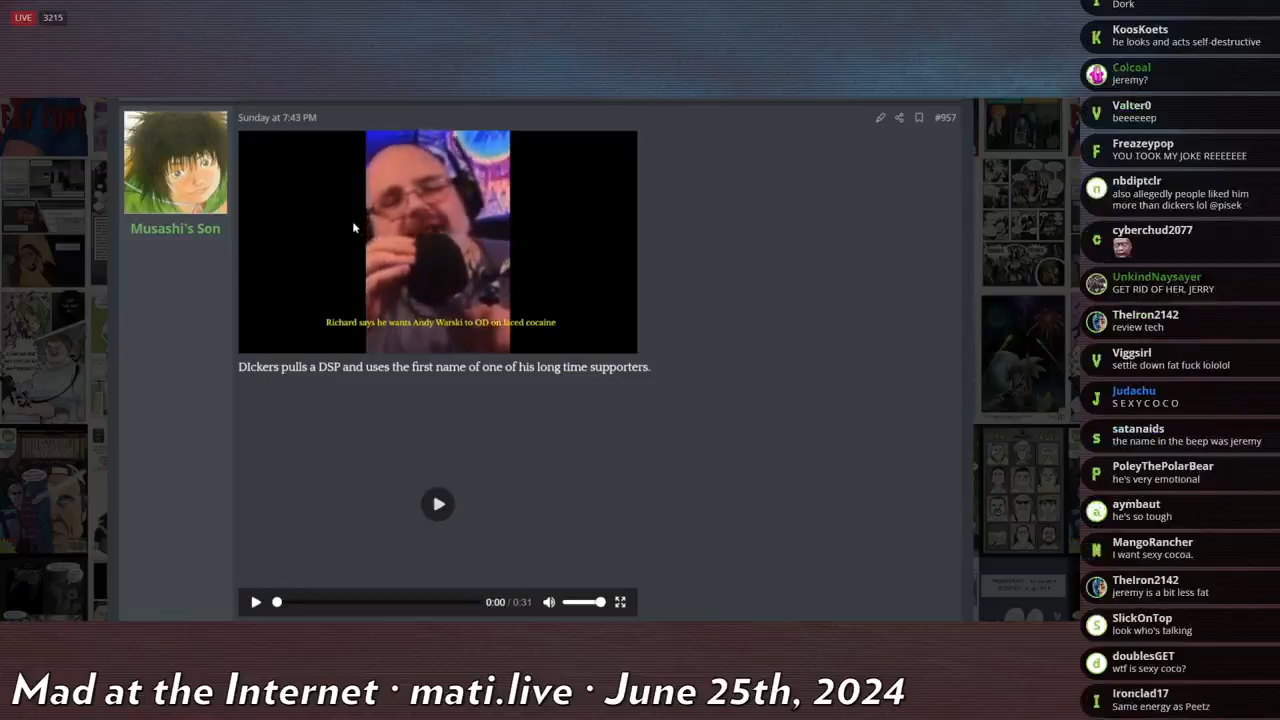 LIVE 3215
Sunday at 7:43 PM
#957
Musashi's Son
Richard says he wants Andy Warski to OD on laced cocaine
DIckers pulls a DSP and uses the first name of one of his long time supporters.
0:00 / 0:31
Dork
KoosKoets
he looks and acts self-destructive
Colcoal
Jeremy?
Valter0
beeeeeep
Freazeypop
YOU TOOK MY JOKE REEEEEE
nbdiptclr
also allegedly people liked him
more than dickers lol @pisek
cyberchud2077
UnkindNaysayer
GET RID OF HER, JERRY
TheIron2142
review tech
Viggsirl
settle down fat fuck lololol
Judachu
S E X Y C O C O
satanaids
the name in the beep was jeremy
PoleyThePolarBear
he's very emotional
aymbaut
he's so tough
MangoRancher
I want sexy cocoa.
TheIron2142
jeremy is a bit less fat
SlickOnTop
look who's talking
doublesGET
wtf is sexy coco?
Ironclad17
Same energy as Peetz
Mad at the Internet · mati.live · June 25th, 2024